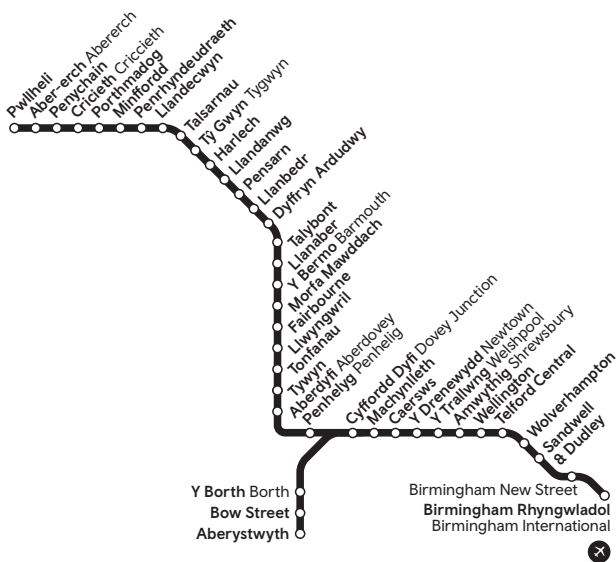 Pwllheli
Aber-erch Abererch
Penychain
Cricieth Criccieth
Porthmadog
Minffordd
Penrhyndeudraeth
Llandecwyn
Talsarnau
Tŷ Gwyn Tygwyn
Harlech
Llandanwg
Pensarn
Llanbedr
Dyffryn Ardudwy
Talybont
Llanaber
Y Bermo Barmouth
Morfa Mawddach
Fairbourne
Llwyngwril
Tonfanau
Tywyn
Aberdyfi Aberdovey
Penhelyg Penhelig
Cyffordd Dyfi Dovey Junction
Machynlleth
Caersws
Y Drenewydd Newtown
Y Trallwng Welshpool
Amwythig Shrewsbury
Wellington
Telford Central
Wolverhampton
Sandwell
& Dudley
Y Borth Borth
Bow Street
Aberystwyth
Birmingham New Street
Birmingham Rhyngwladol
Birmingham International